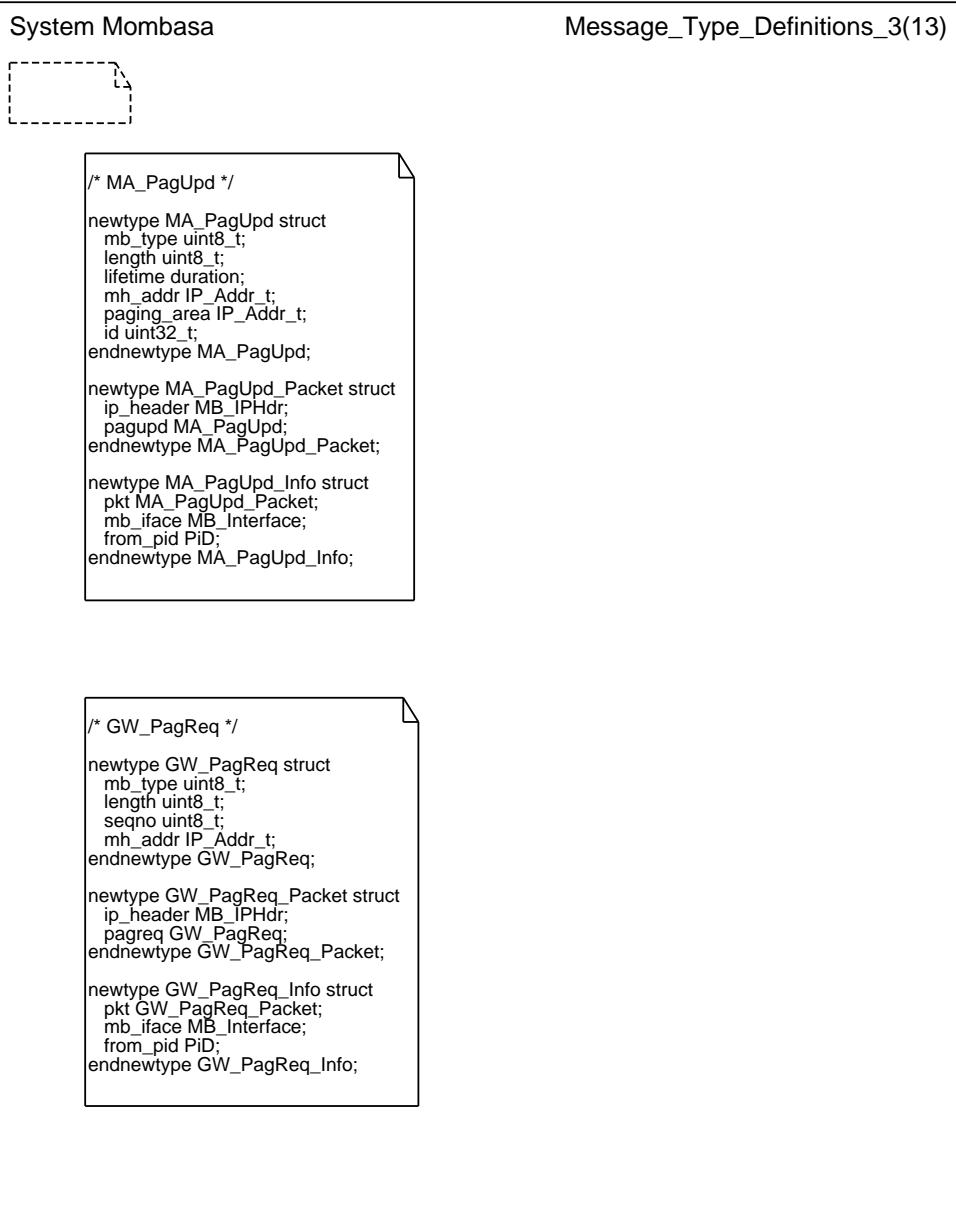 System Mombasa
Message_Type_Definitions_3(13)
/* MA_PagUpd */
newtype MA_PagUpd struct
mb_type uint8_t;
length uint8_t;
lifetime duration;
mh_addr IP_Addr_t;
paging_area IP_Addr_t;
id uint32_t;
endnewtype MA_PagUpd;
newtype MA_PagUpd_Packet struct
ip_header MB_IPHdr;
pagupd MA_PagUpd;
endnewtype MA_PagUpd_Packet;
newtype MA_PagUpd_Info struct
pkt MA_PagUpd_Packet;
mb_iface MB_Interface;
from_pid PiD;
endnewtype MA_PagUpd_Info;
/* GW_PagReq */
newtype GW_PagReq struct
mb_type uint8_t;
length uint8_t;
seqno uint8_t;
mh_addr IP_Addr_t;
endnewtype GW_PagReq;
newtype GW_PagReq_Packet struct
ip_header MB_IPHdr;
pagreq GW_PagReq;
endnewtype GW_PagReq_Packet;
newtype GW_PagReq_Info struct
pkt GW_PagReq_Packet;
mb_iface MB_Interface;
from_pid PiD;
endnewtype GW_PagReq_Info;